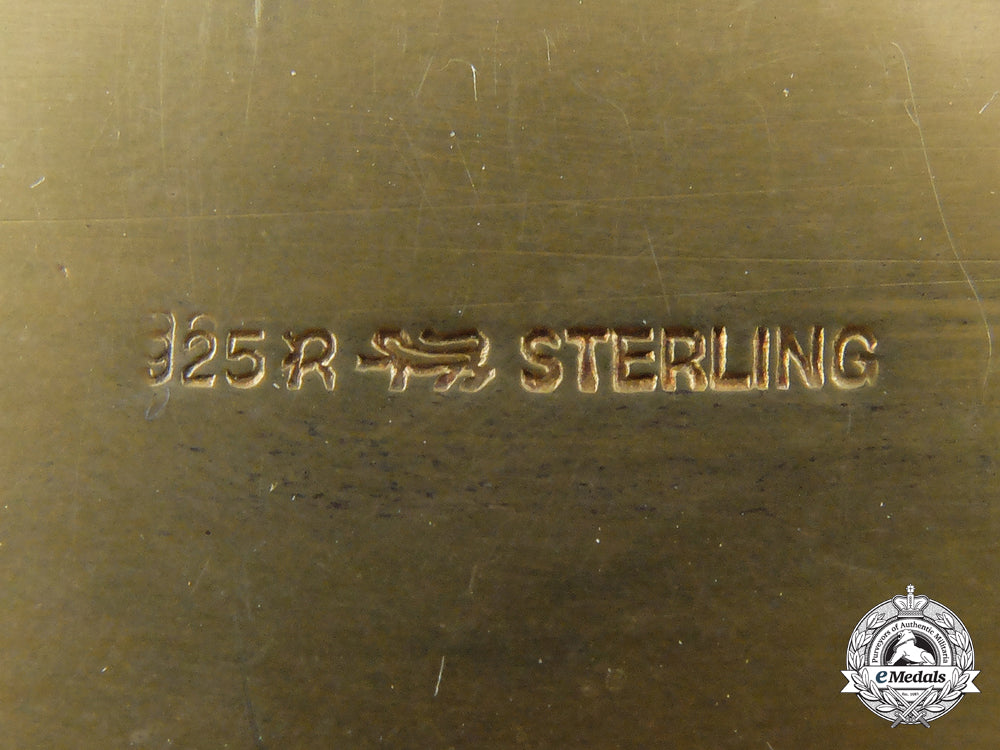 925 R STERLING
Purveyors of Authentic Militaria
eMedals